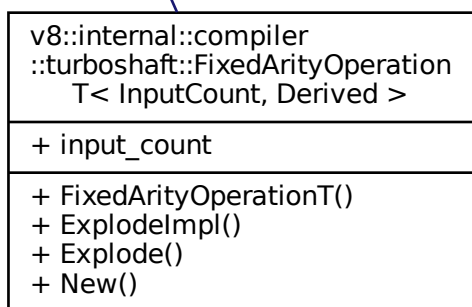 v8::internal::compiler
::turboshaft::FixedArityOperation
T< InputCount, Derived >
+ input_count
+ FixedArityOperationT()
+ ExplodeImpl()
+ Explode()
+ New()